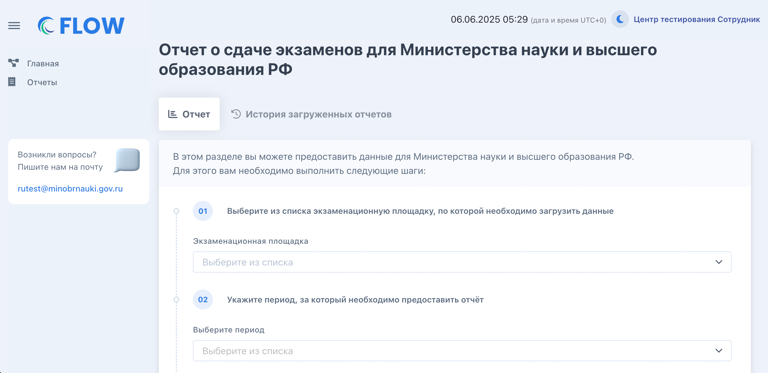 FLOW
06.06.2025 05:29 (дата и время UTC+0)
Центр тестирования Сотрудник
Главная
Отчеты
Возникли вопросы?
Пишите нам на почту
rutest@minobrnauki.gov.ru
Отчет о сдаче экзаменов для Министерства науки и высшего
образования РФ
Отчет
История загруженных отчетов
В этом разделе вы можете предоставить данные для Министерства науки и высшего образования РФ.
Для этого вам необходимо выполнить следующие шаги:
01 Выберите из списка экзаменационную площадку, по которой необходимо загрузить данные
Экзаменационная площадка
Выберите из списка
02 Укажите период, за который необходимо предоставить отчёт
Выберите период
Выберите из списка